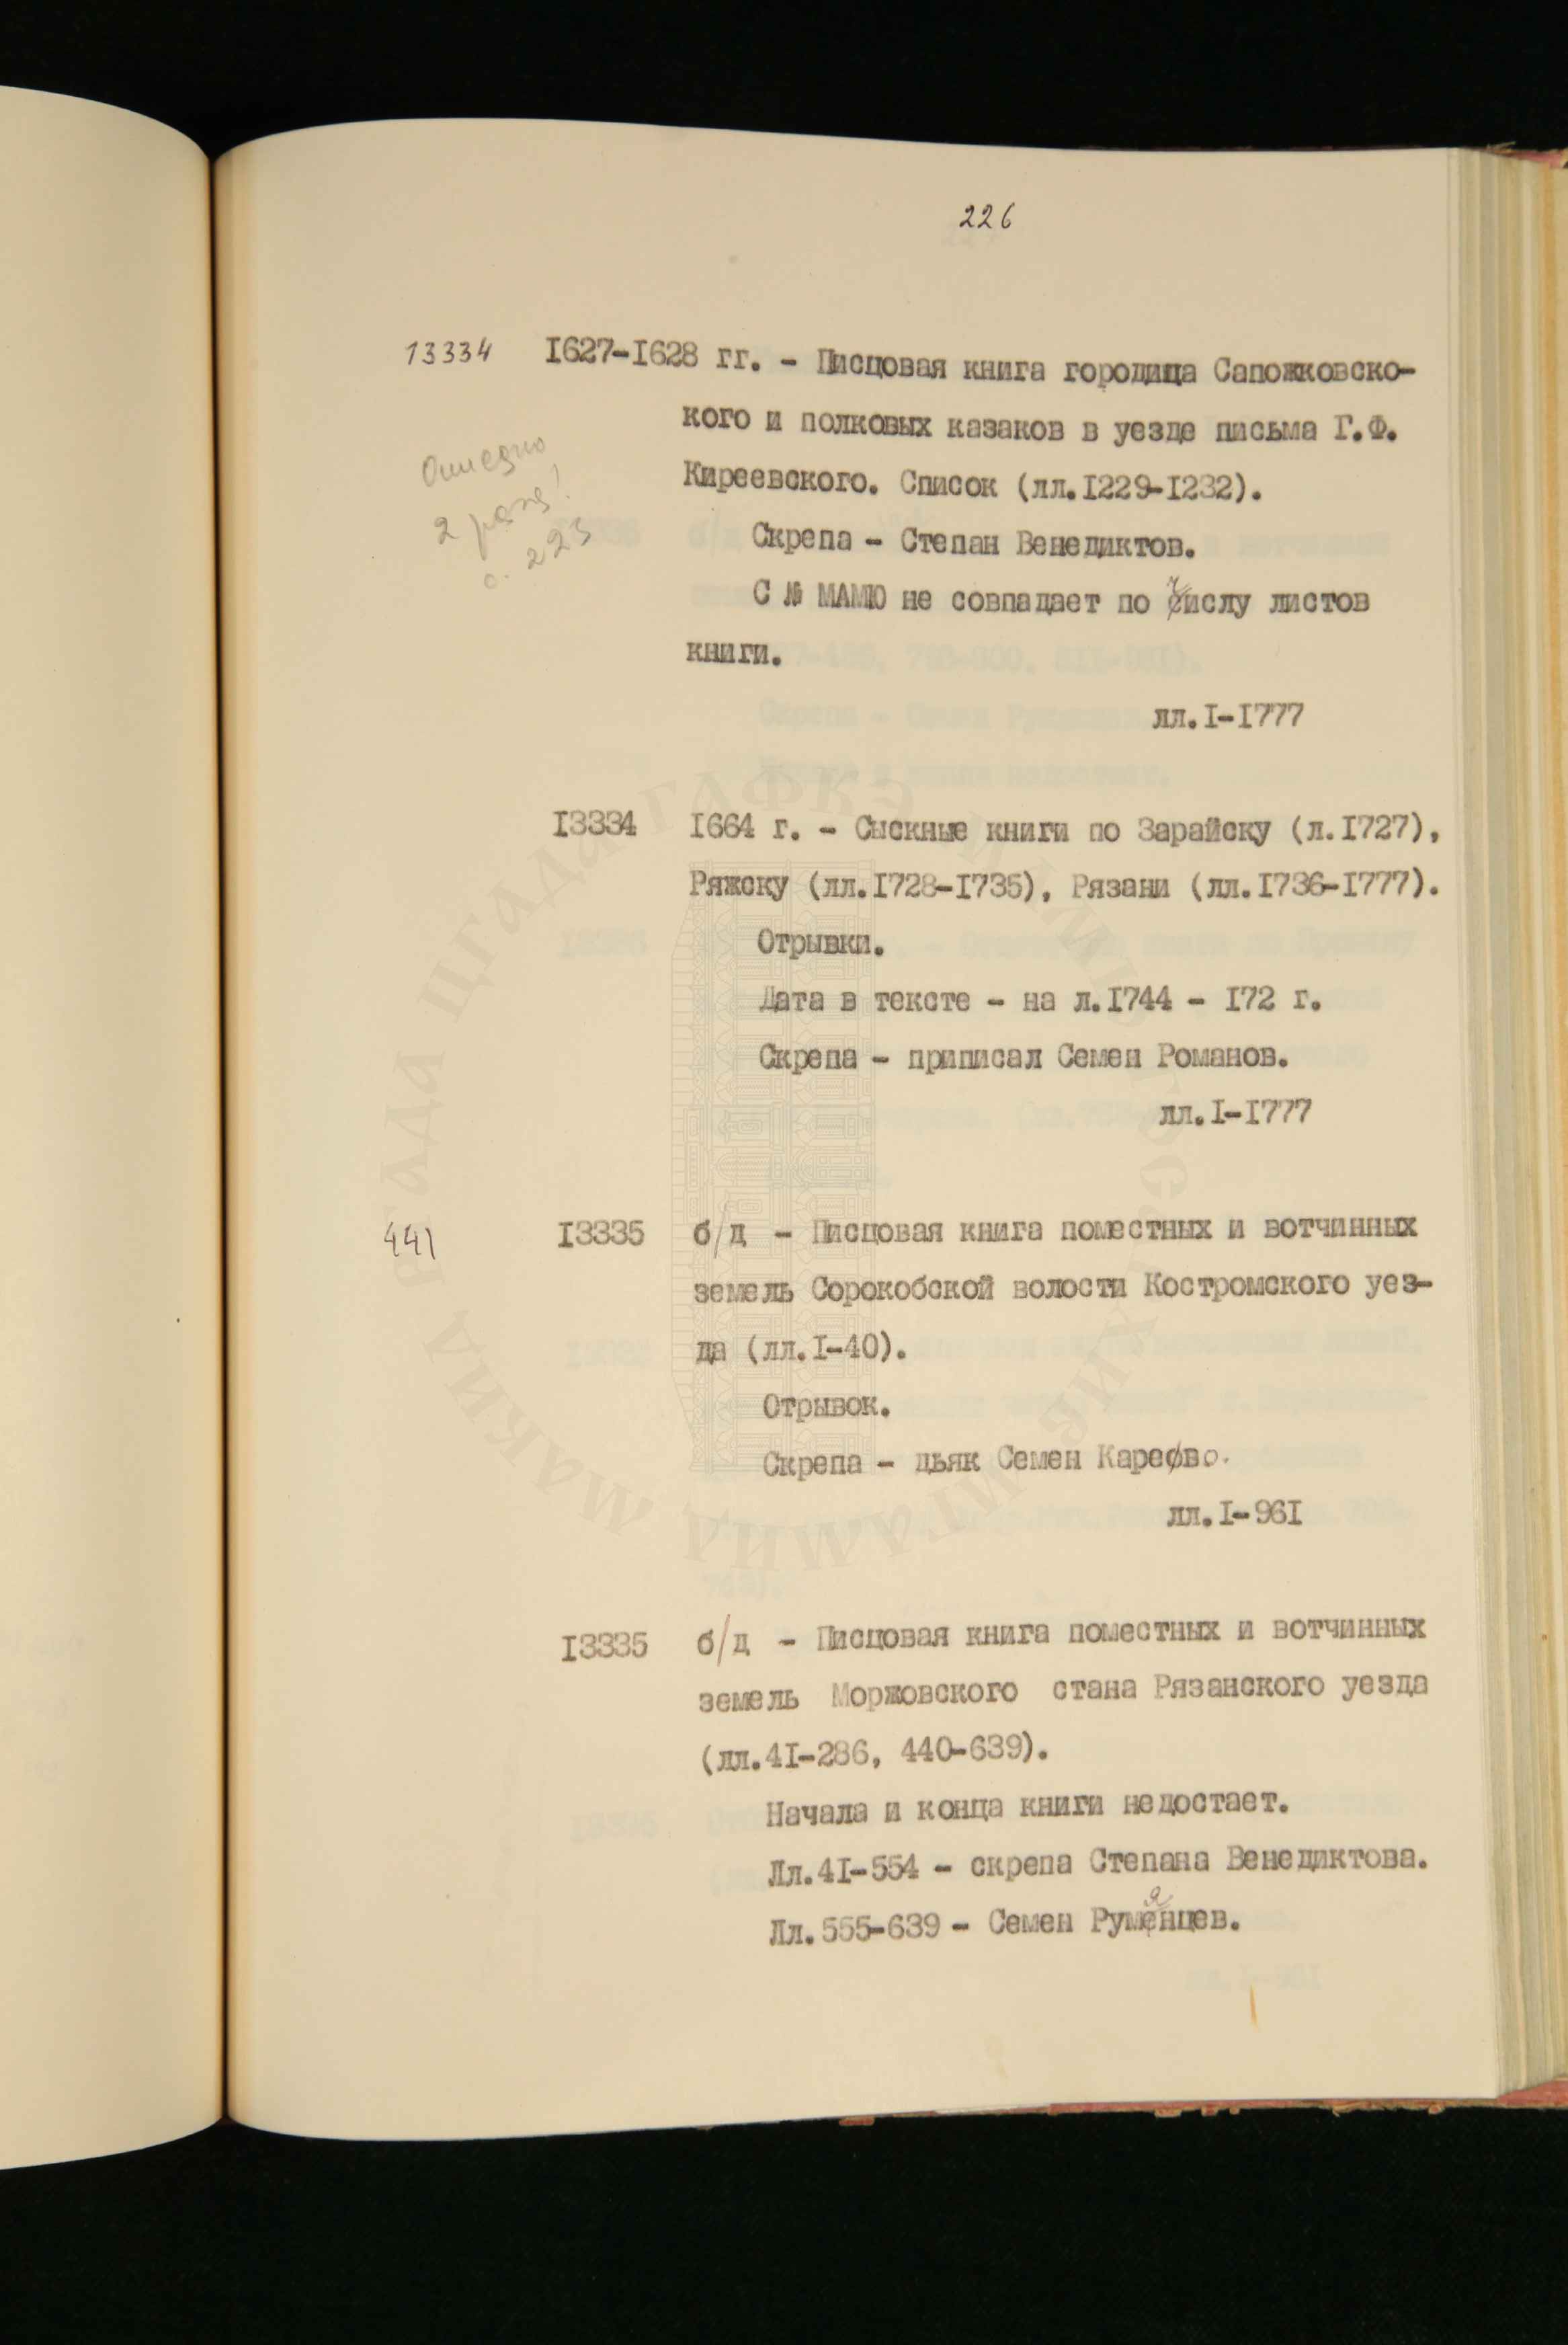 226
13334 1627-1628 гг. - Писцовая книга городища Сапожковско-
кого и полковых казаков в уезде письма Г.Ф.
Киреевского. Список (лл.1229-1232).
Скрепа - Степан Венедиктов.
С № МАМЮ не совпадает по числу листов
книги.
лл.1-1777
2 раза!
с. 223
13334 1664 г. - Сыскные книги по Зарайску (л.1727),
Ряжску (лл.1728-1735), Рязани (лл.1736-1777).
Отрывки.
Дата в тексте - на л.1744 - 172 г.
Скрепа - приписал Семен Романов.
лл.1-1777
441 13335 б/д - Писцовая книга поместных и вотчинных
земель Сорокобской волости Костромского уез-
да (лл.1-40).
Отрывок.
Скрепа - дьяк Семен Карево.
лл.1-961
13335 б/д - Писцовая книга поместных и вотчинных
земель Моржовского стана Рязанского уезда
(лл.41-286, 440-639).
Начала и конца книги недостает.
Лл.41-554 - скрепа Степана Венедиктова.
Лл.555-639 - Семен Румянцев.